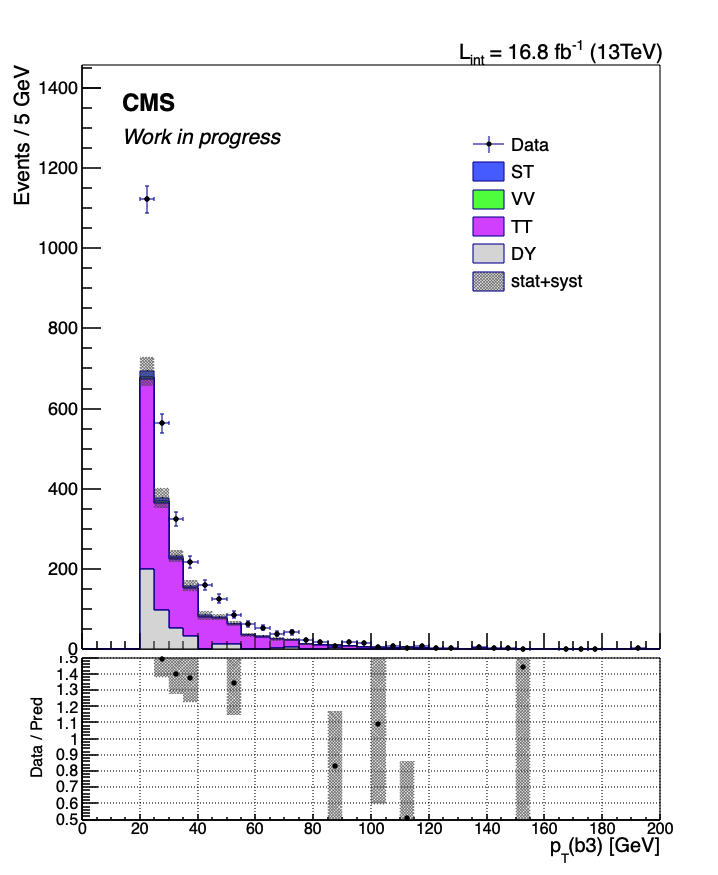 L_int = 16.8 fb^-1 (13TeV)
Events / 5 GeV
CMS
Work in progress
Data
ST
VV
TT
DY
stat+syst
1400
1200
1000
800
600
400
200
0
Data / Pred
1.5
1.4
1.3
1.2
1.1
1
0.9
0.8
0.7
0.6
0.5
0 20 40 60 80 100 120 140 160 180 200
p_T(b3) [GeV]